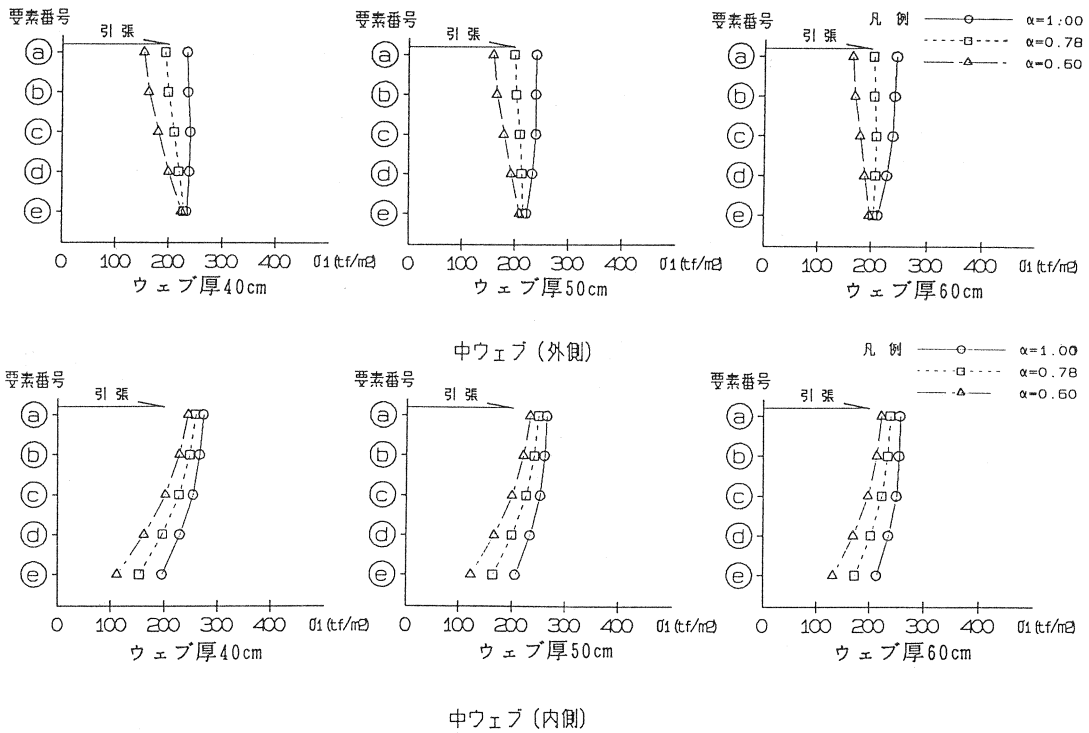 要素番号
引張
ⓐ
ⓑ
ⓒ
ⓓ
ⓔ
0 100 200 300 400 σ1(tf/m2)
ウェブ厚40cm
引張
ⓐ
ⓑ
ⓒ
ⓓ
ⓔ
0 100 200 300 400 σ1(tf/m2)
ウェブ厚50cm
要素番号
引張
ⓐ
ⓑ
ⓒ
ⓓ
ⓔ
0 100 200 300 400 σ1(tf/m2)
ウェブ厚60cm
要素番号
凡例
α=1.00
α=0.78
α=0.60
中ウェブ(外側)
要素番号
引張
ⓐ
ⓑ
ⓒ
ⓓ
ⓔ
0 100 200 300 400 σ1(tf/m2)
ウェブ厚40cm
要素番号
引張
ⓐ
ⓑ
ⓒ
ⓓ
ⓔ
0 100 200 300 400 σ1(tf/m2)
ウェブ厚50cm
要素番号
引張
ⓐ
ⓑ
ⓒ
ⓓ
ⓔ
0 100 200 300 400 σ1(tf/m2)
ウェブ厚60cm
凡例
α=1.00
α=0.78
α=0.60
中ウェブ(内側)